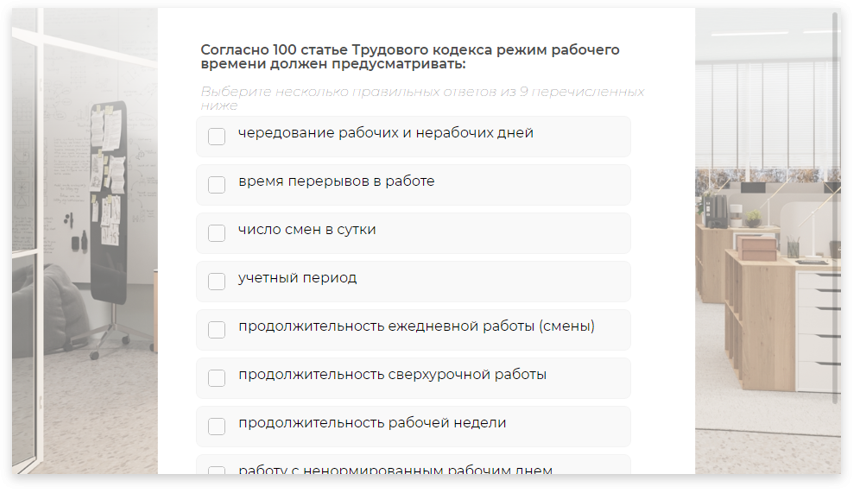 Согласно 100 статье Трудового кодекса режим рабочего
времени должен предусматривать:
Выберите несколько правильных ответов из 9 перечисленных
ниже
чередование рабочих и нерабочих дней
время перерывов в работе
число смен в сутки
учетный период
продолжительность ежедневной работы (смены)
продолжительность сверхурочной работы
продолжительность рабочей недели
работу с ненормированным рабочим днем